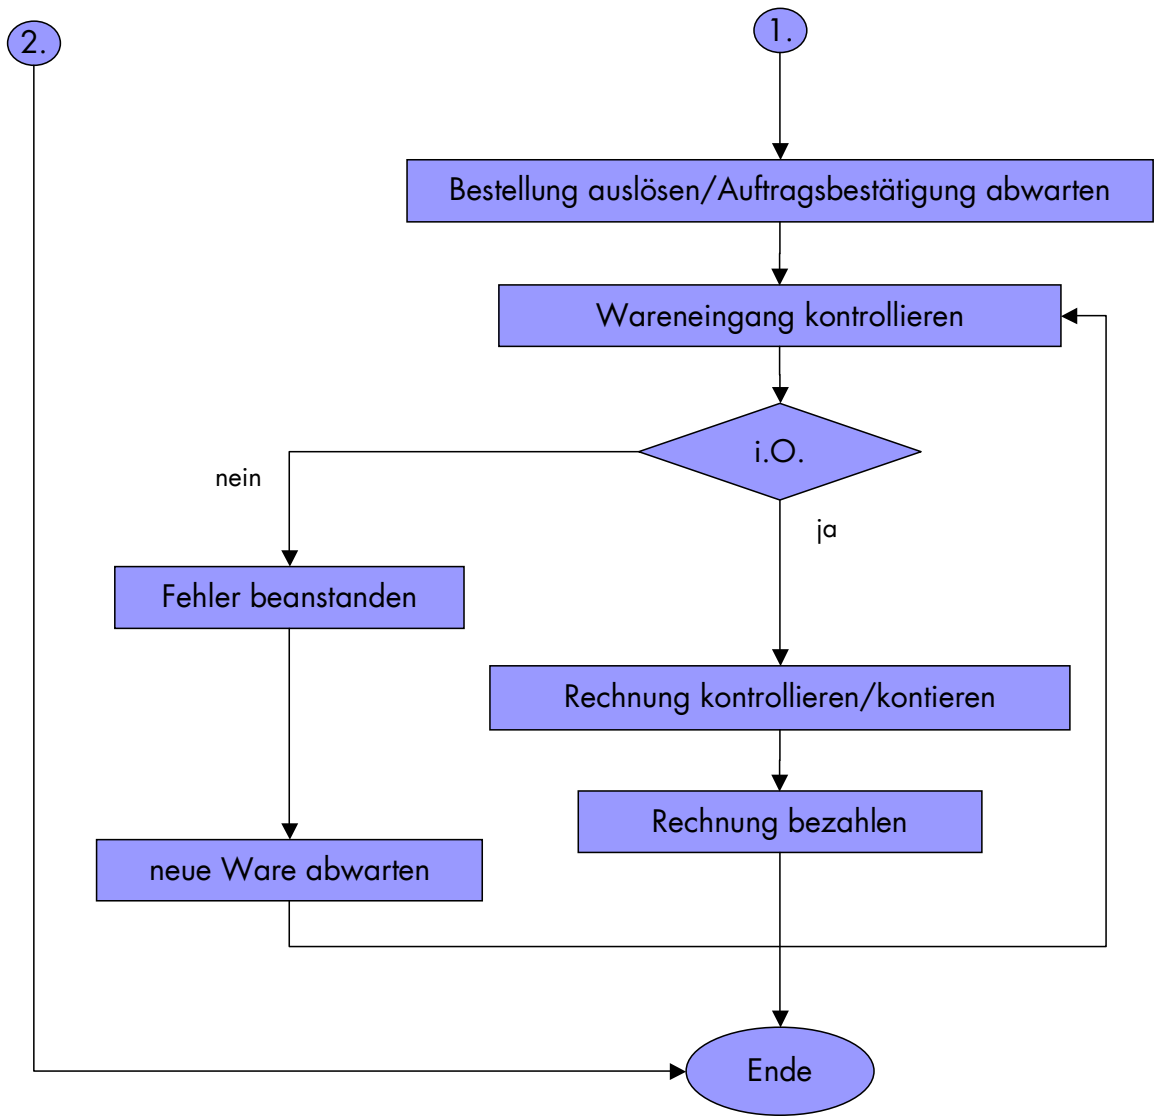 2.
1.
Bestellung auslösen/Auftragsbestätigung abwarten
Wareneingang kontrollieren
i.O.
nein
ja
Fehler beanstanden
Rechnung kontrollieren/kontieren
Rechnung bezahlen
neue Ware abwarten
Ende